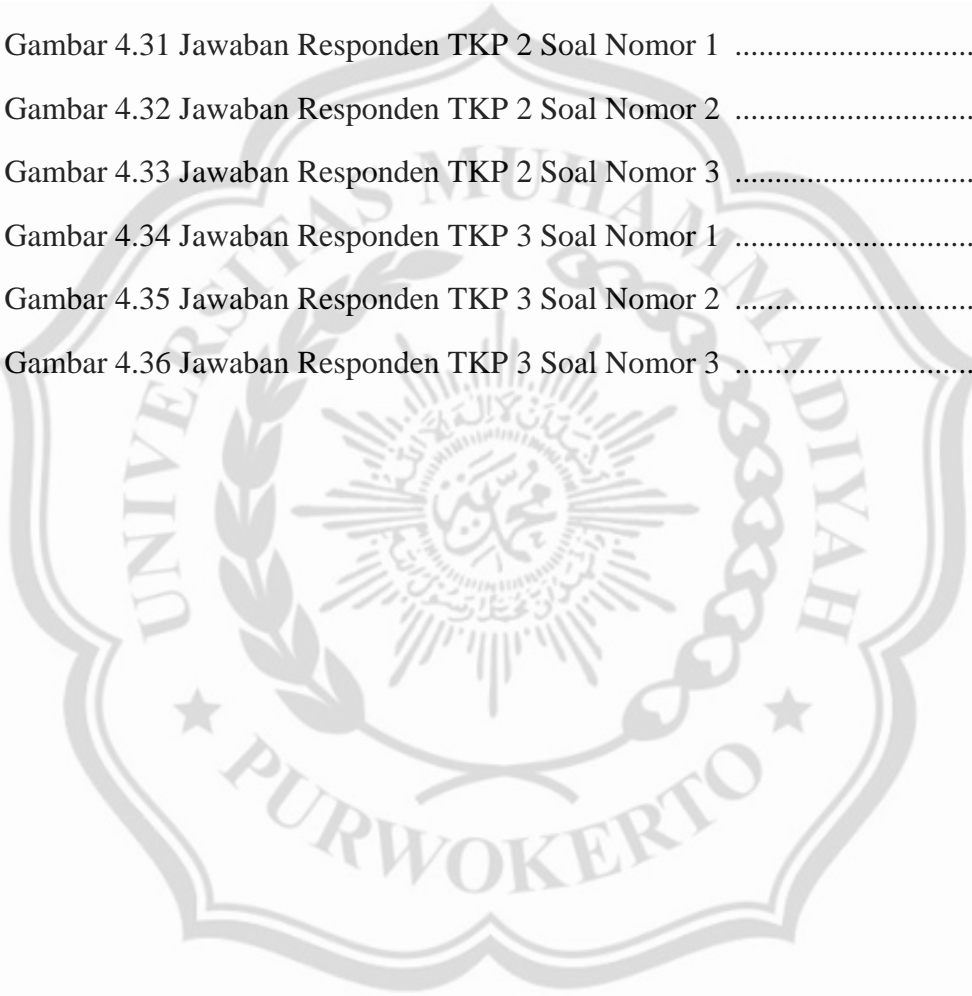 Gambar 4.31 Jawaban Responden TKP 2 Soal Nomor 1 ..............................
Gambar 4.32 Jawaban Responden TKP 2 Soal Nomor 2 ..............................
Gambar 4.33 Jawaban Responden TKP 2 Soal Nomor 3 ..............................
Gambar 4.34 Jawaban Responden TKP 3 Soal Nomor 1 ..............................
Gambar 4.35 Jawaban Responden TKP 3 Soal Nomor 2 ..............................
Gambar 4.36 Jawaban Responden TKP 3 Soal Nomor 3 ..............................
UNIVERSITAS MUHAMMADIYAH
PURWOKERTO